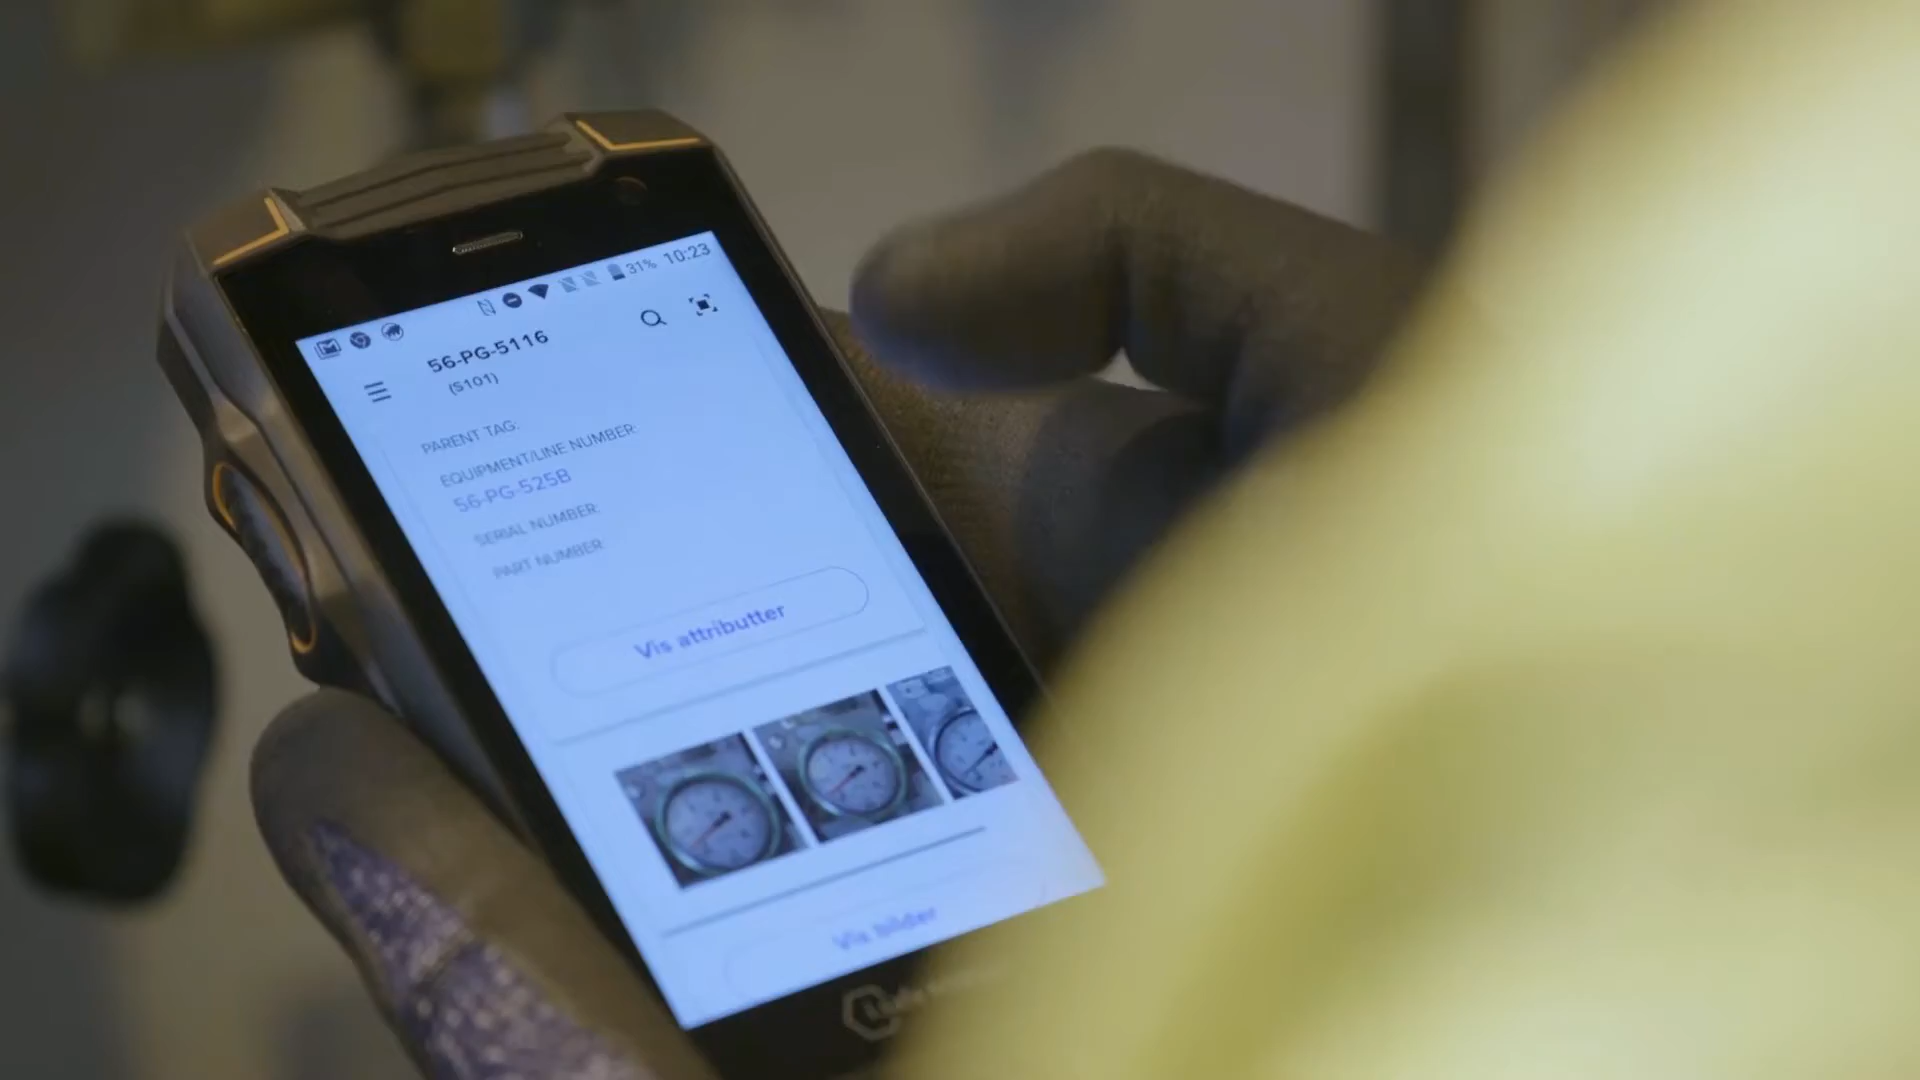 31% 10:23
56-PG-5116
(S101)
PARENT TAG:
EQUIPMENT/LINE NUMBER:
56-PG-525B
SERIAL NUMBER:
PART NUMBER:
Vis attributter
Vis bilder